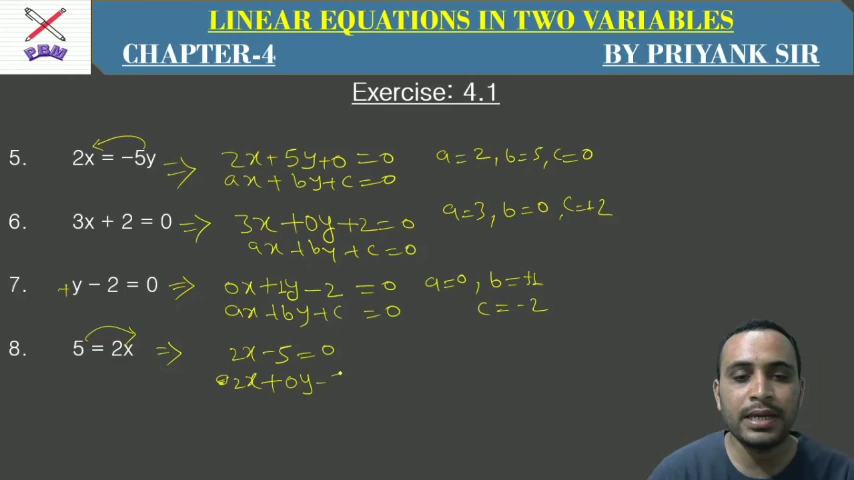 PBM
LINEAR EQUATIONS IN TWO VARIABLES
CHAPTER-4 BY PRIYANK SIR
Exercise: 4.1
5. 2x = -5y ⇒ 2x+5y+0=0 a=2, b=5, c=0
ax+by+c=0
6. 3x + 2 = 0 ⇒ 3x+0y+2=0 a=3, b=0, c=+2
ax+by+c=0
7. +y - 2 = 0 ⇒ 0x+1y-2=0 a=0, b=+1
ax+by+c=0 c=-2
8. 5 = 2x ⇒ 2x-5=0
2x+0y-